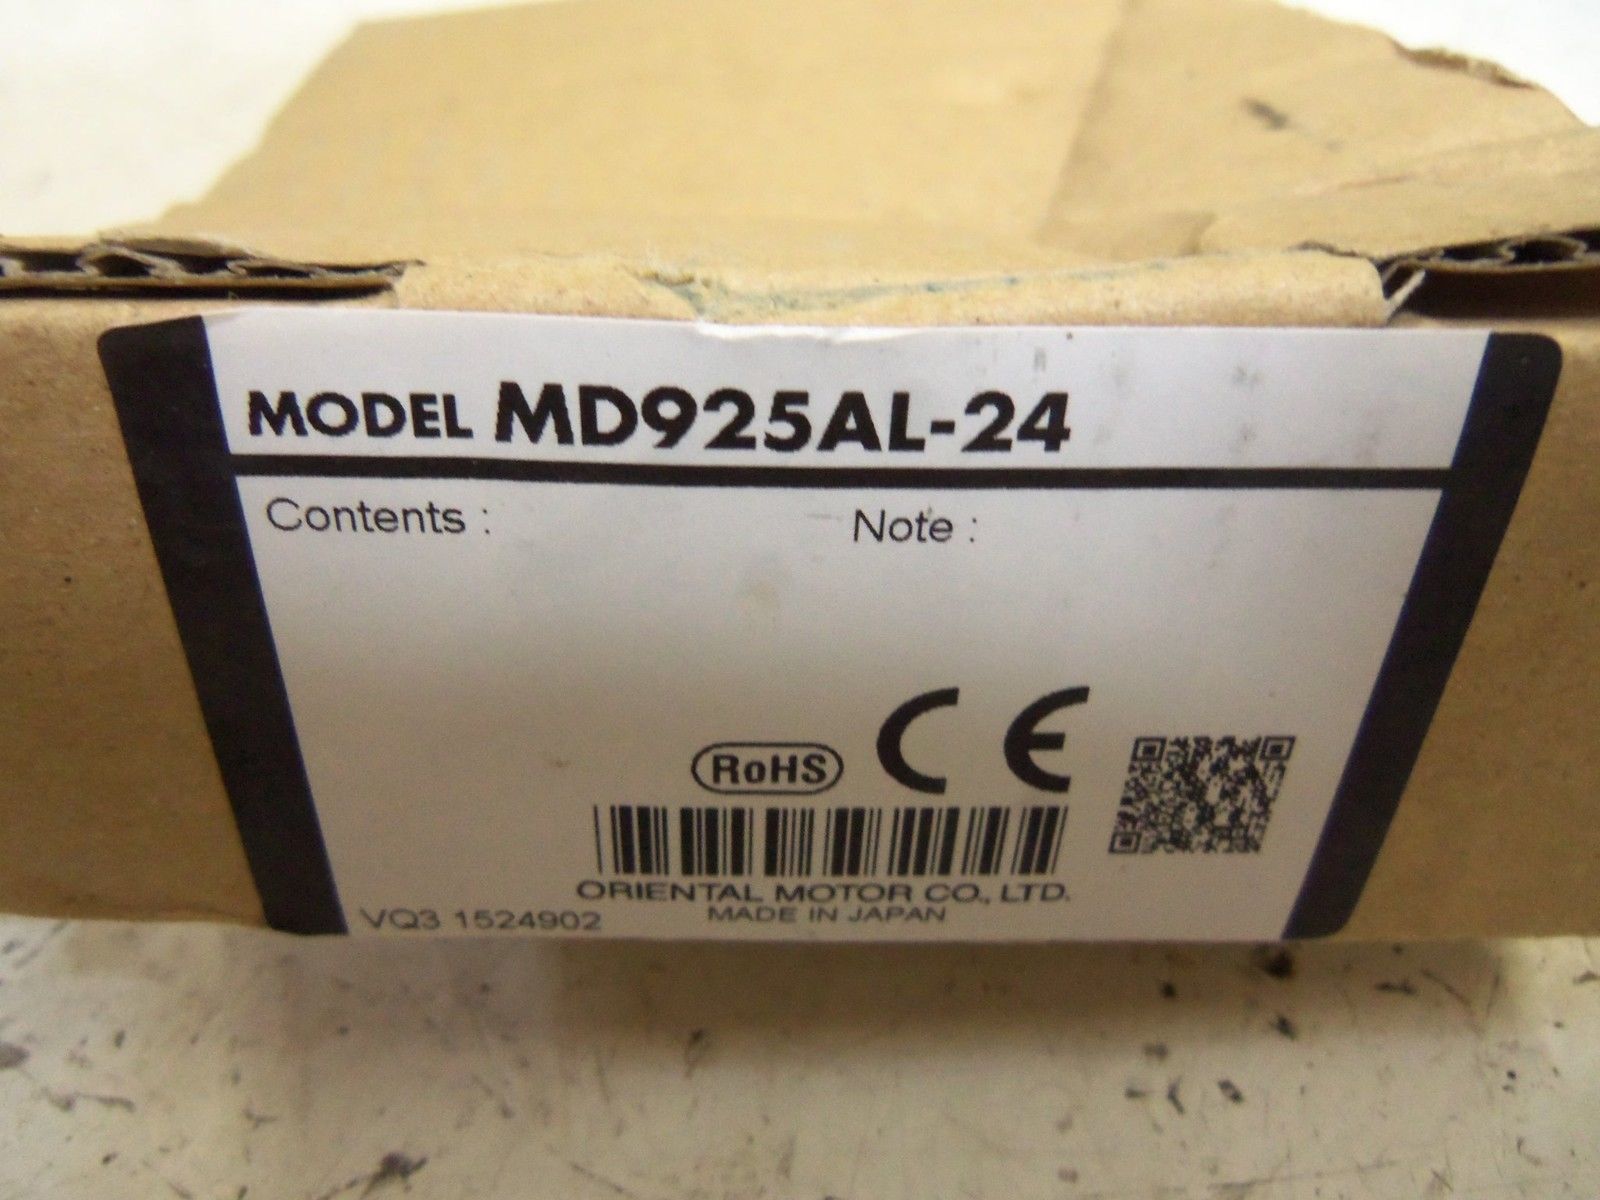 MODEL MD925AL-24
Contents :
Note :
RoHS
CE
ORIENTAL MOTOR CO., LTD.
MADE IN JAPAN
VQ3 1524902